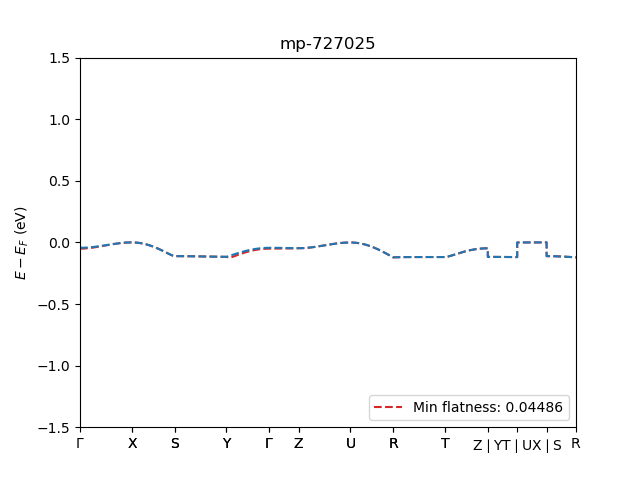 mp-727025
E − E_F (eV)
1.5
1.0
0.5
0.0
−0.5
−1.0
−1.5
Min flatness: 0.04486
Γ X S Y Γ Z U R T Z | YT | UX | S R